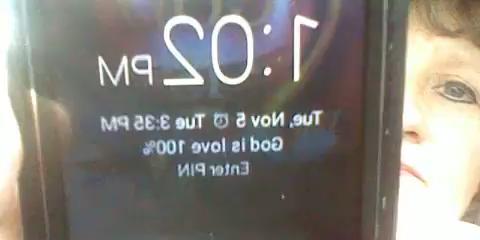 1:02 PM
Tue, Nov 5 ⏰ Tue 3:35 PM
God is love 100%
Enter PIN